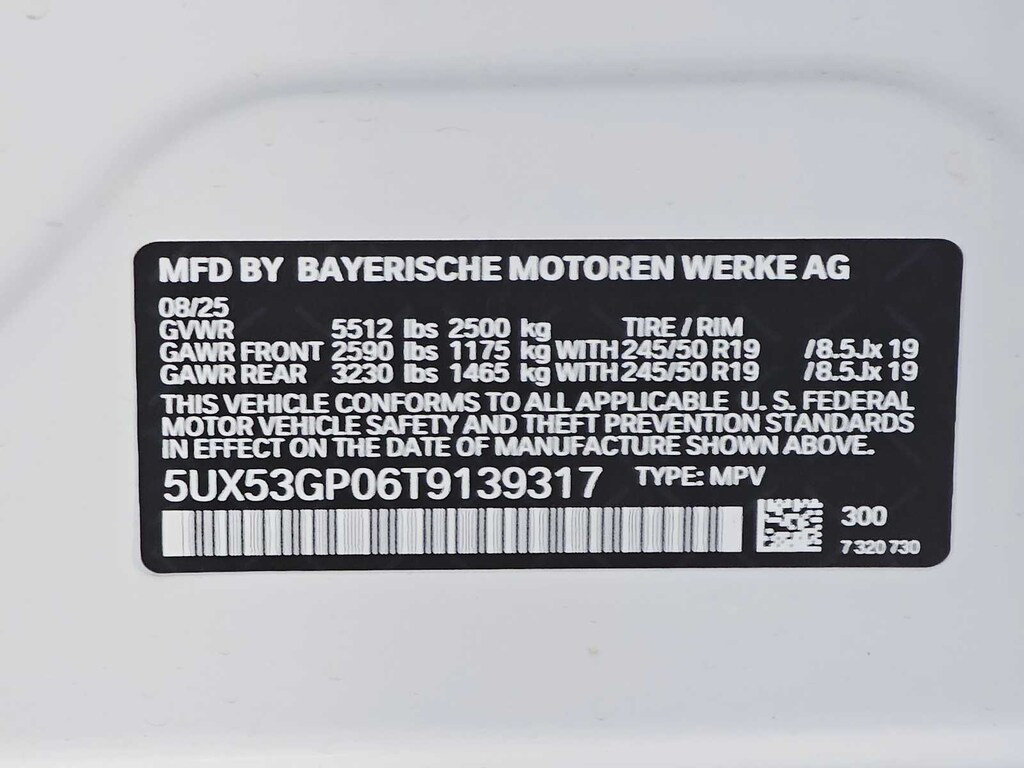 MFD BY BAYERISCHE MOTOREN WERKE AG
08/25
GVWR 5512 lbs 2500 kg TIRE / RIM
GAWR FRONT 2590 lbs 1175 kg WITH 245/50 R19 /8.5Jx 19
GAWR REAR 3230 lbs 1465 kg WITH 245/50 R19 /8.5Jx 19
THIS VEHICLE CONFORMS TO ALL APPLICABLE U. S. FEDERAL
MOTOR VEHICLE SAFETY AND THEFT PREVENTION STANDARDS
IN EFFECT ON THE DATE OF MANUFACTURE SHOWN ABOVE.
5UX53GP06T9139317 TYPE: MPV
300
7 320 730